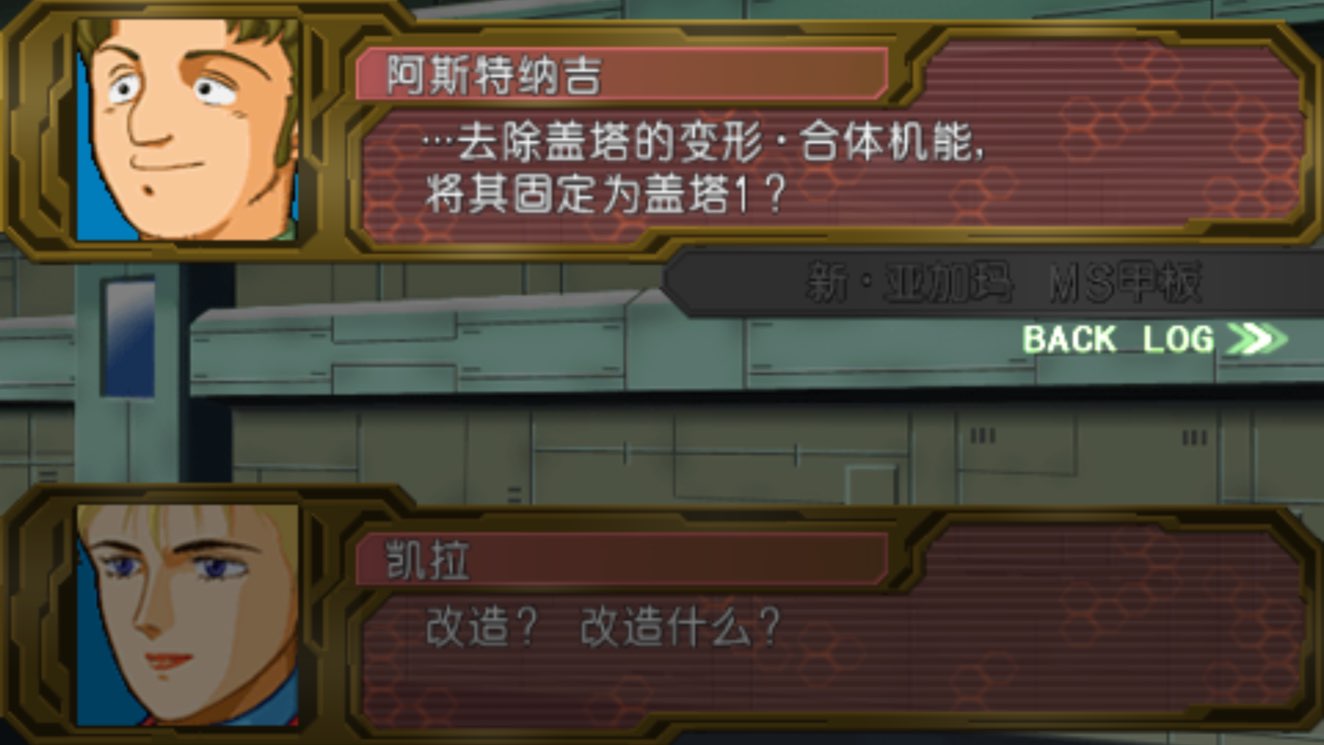 阿斯特纳吉
…去除盖塔的变形·合体机能,
将其固定为盖塔1?
新·亚加玛 MS甲板
BACK LOG
凯拉
改造? 改造什么?